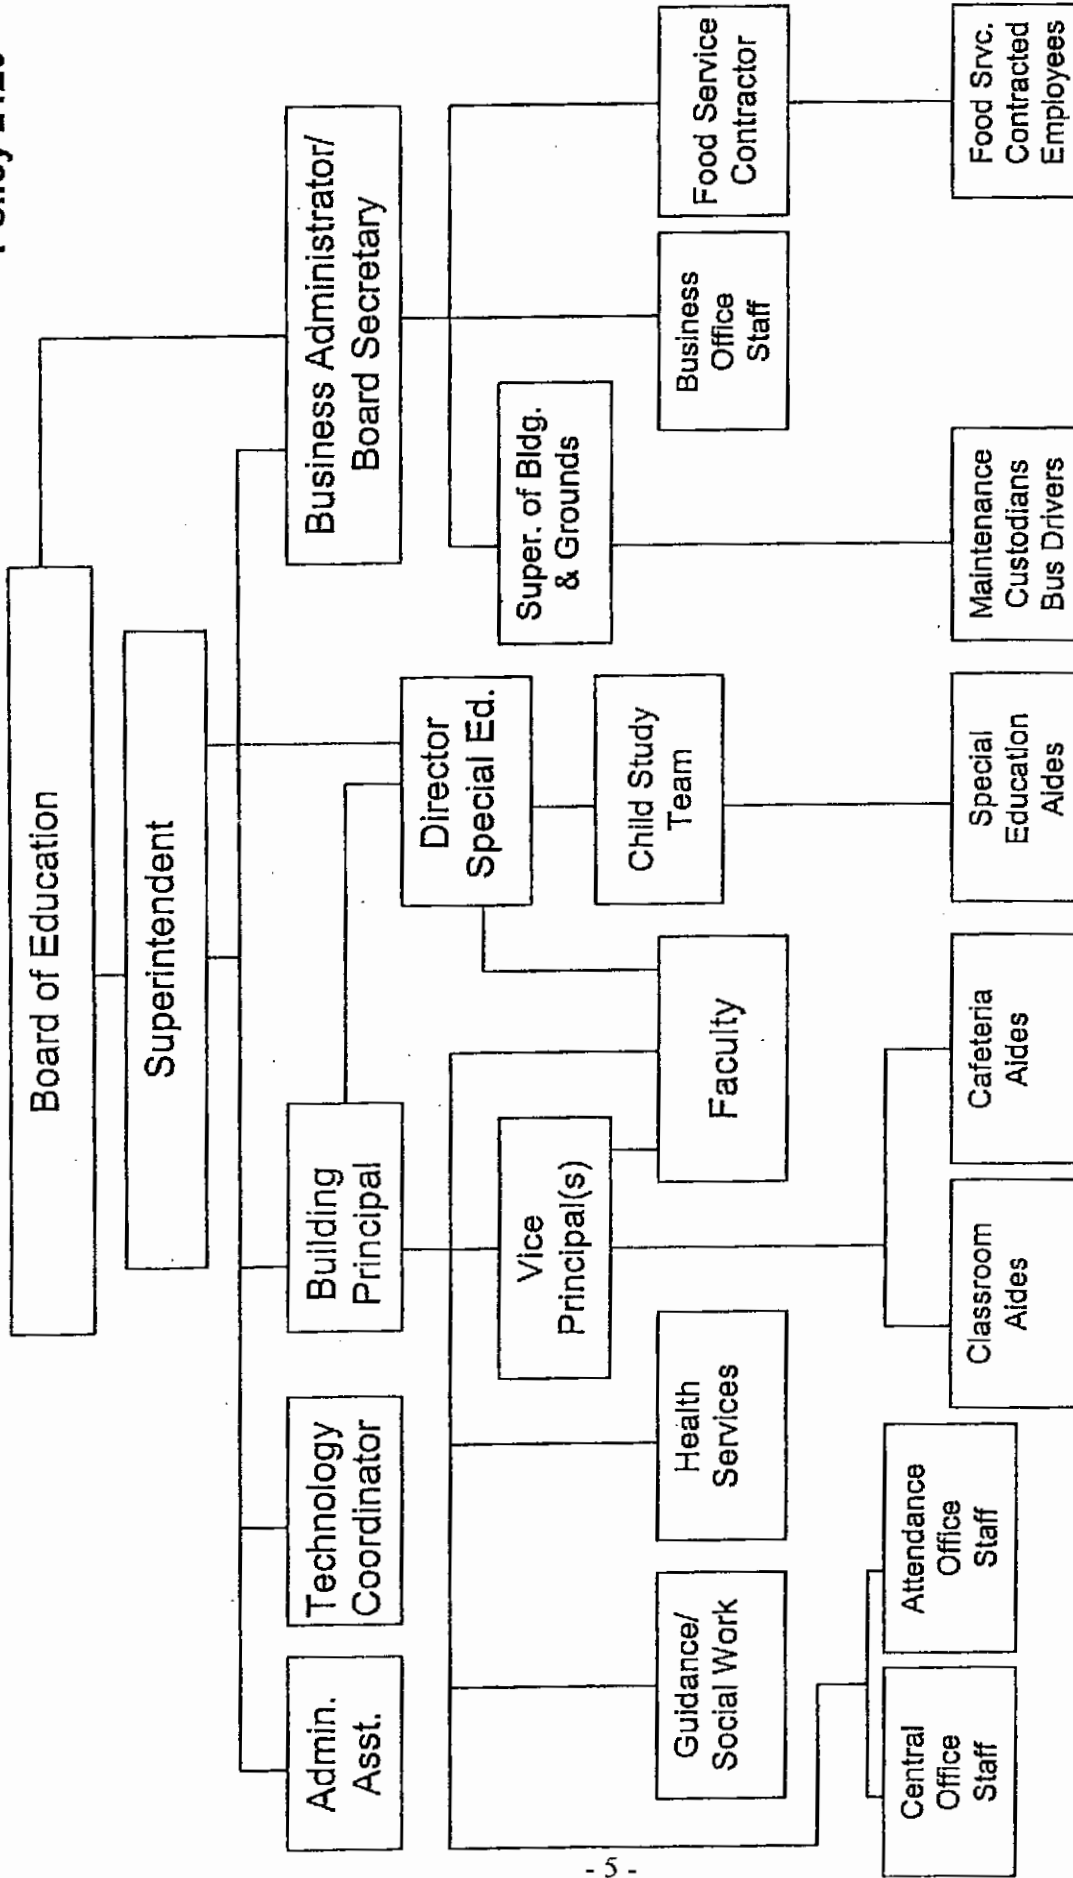 Board of Education
Superintendent
Admin.
Asst.
Technology
Coordinator
Building
Principal
Business Administrator/
Board Secretary
Director
Special Ed.
Vice
Principal(s)
Super. of Bldg.
& Grounds
Child Study
Team
Guidance/
Social Work
Health
Services
Faculty
Business
Office
Staff
Food Service
Contractor
Central
Office
Staff
Attendance
Office
Staff
Classroom
Aides
Cafeteria
Aides
Special
Education
Aides
Maintenance
Custodians
Bus Drivers
Food Srvc.
Contracted
Employees
- 5 -